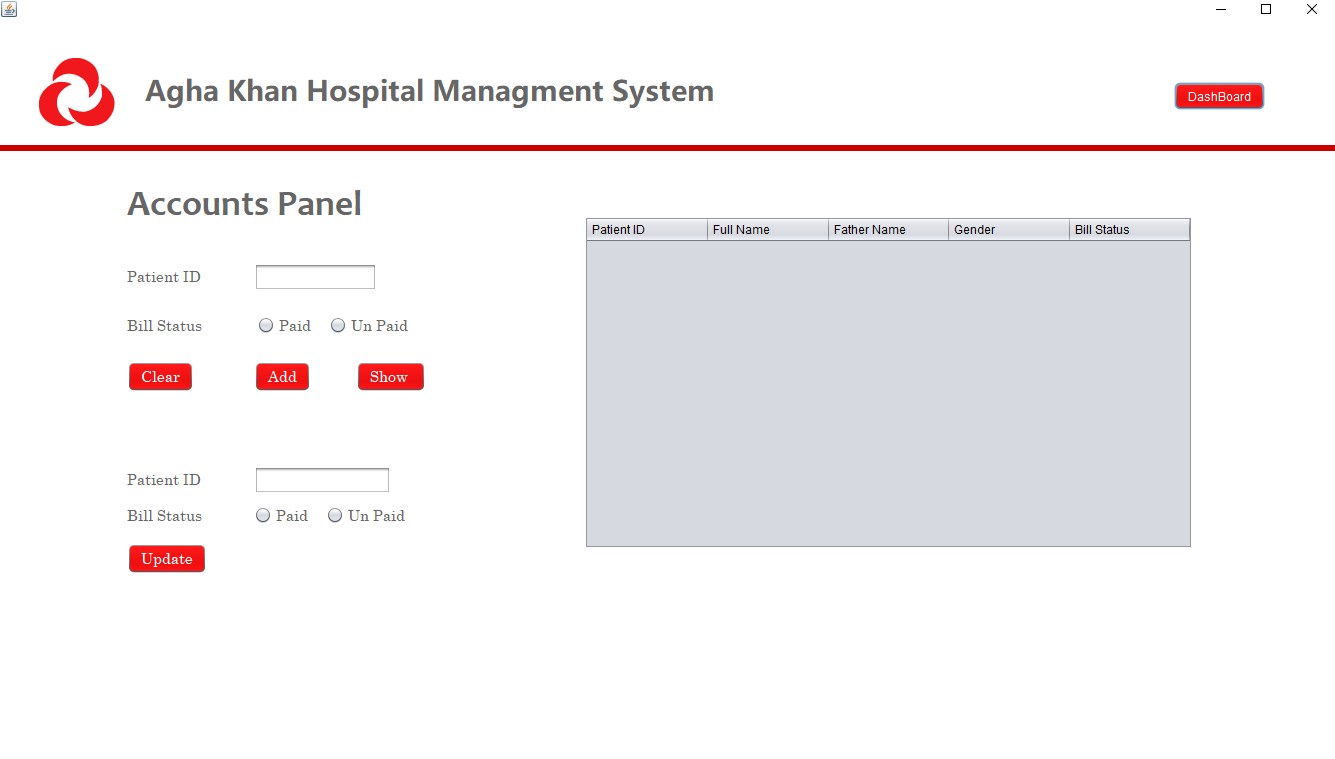 Agha Khan Hospital Managment System
DashBoard
Accounts Panel
Patient ID
Bill Status Paid Un Paid
Clear Add Show
Patient ID
Bill Status Paid Un Paid
Update
Patient ID Full Name Father Name Gender Bill Status